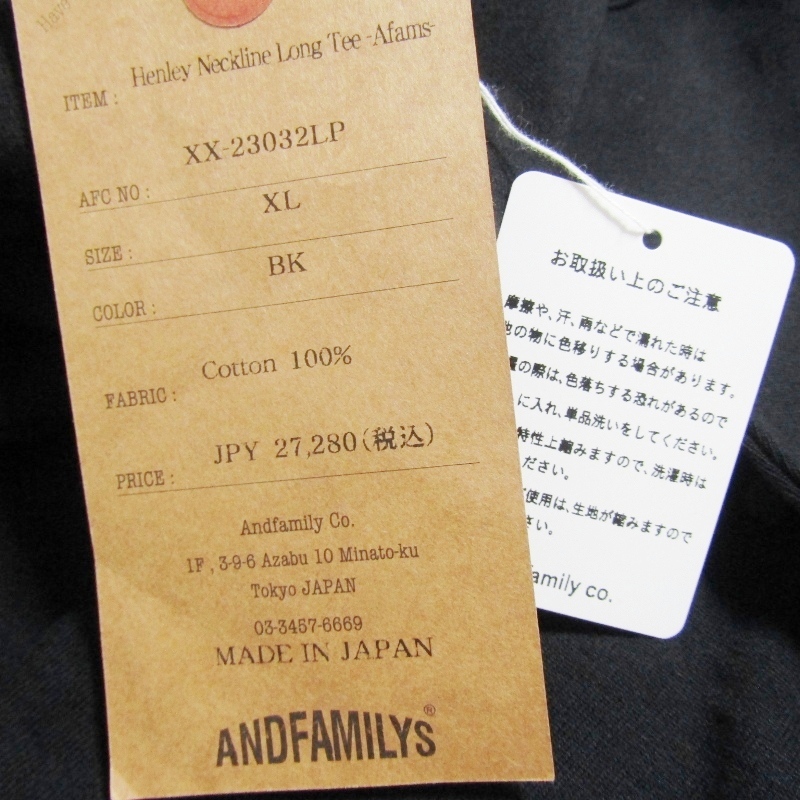 Henley Neckline Long Tee -Afams-
ITEM :
XX-23032LP
AFC NO :
XL
SIZE :
BK
COLOR :
Cotton 100%
FABRIC :
JPY 27,280(税込)
PRICE :
Andfamily Co.
1F , 3-9-6 Azabu 10 Minato-ku
Tokyo JAPAN
03-3457-6669
MADE IN JAPAN
ANDFAMILYS®
お取扱い上のご注意
摩擦や、汗、雨などで濡れた時は
他の物に色移りする場合があります。
の際は、色落ちする恐れがあるので
に入れ、単品洗いをしてください。
特性上縮みますので、洗濯時は
ださい。
使用は、生地が縮みますので
さい。
family co.